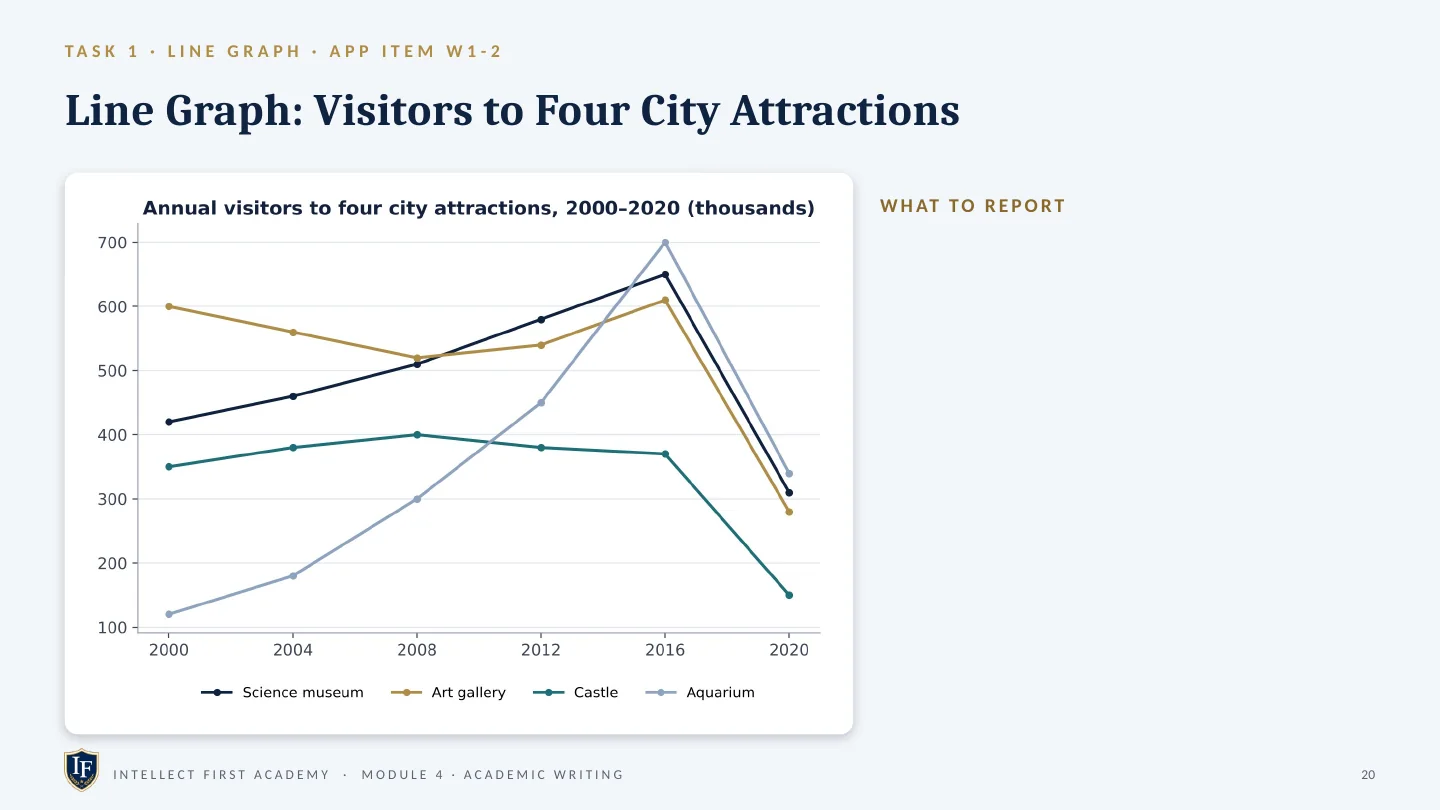 TASK 1 · LINE GRAPH · APP ITEM W1-2
Line Graph: Visitors to Four City Attractions
Annual visitors to four city attractions, 2000–2020 (thousands)
WHAT TO REPORT
700
600
500
400
300
200
100
2000 2004 2008 2012 2016 2020
Science museum Art gallery Castle Aquarium
IF
INTELLECT FIRST ACADEMY · MODULE 4 · ACADEMIC WRITING
20